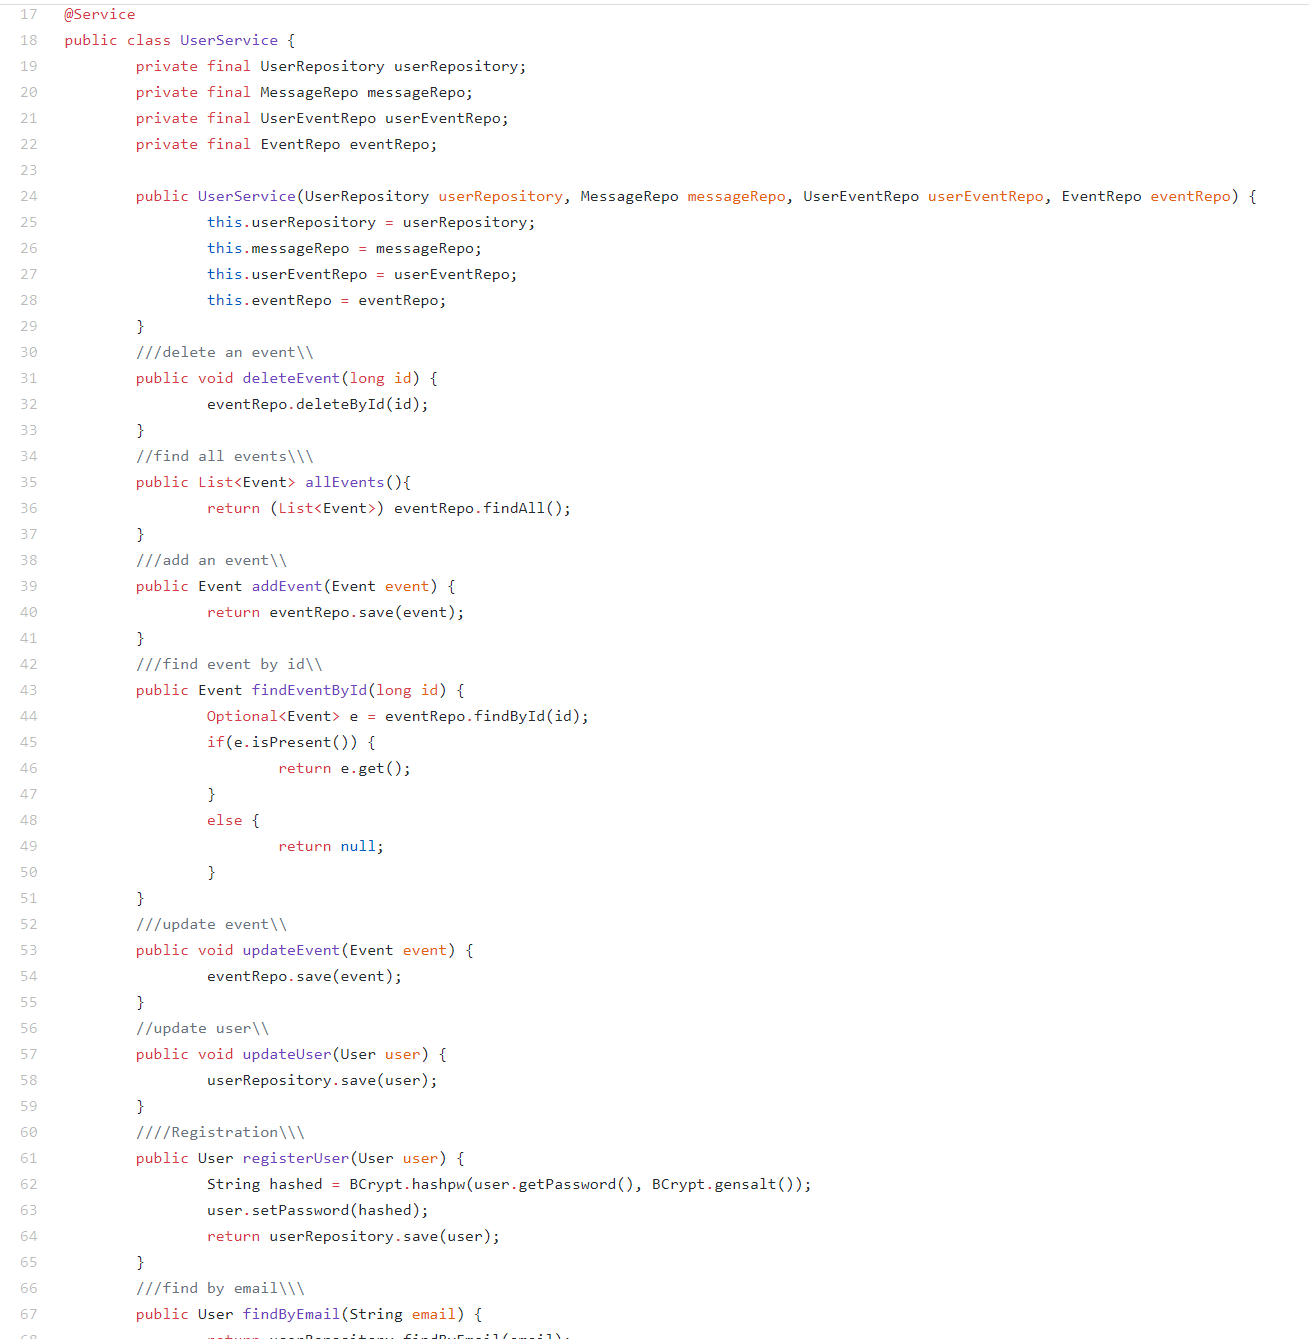 17 @Service
18 public class UserService {
19 private final UserRepository userRepository;
20 private final MessageRepo messageRepo;
21 private final UserEventRepo userEventRepo;
22 private final EventRepo eventRepo;
23
24 public UserService(UserRepository userRepository, MessageRepo messageRepo, UserEventRepo userEventRepo, EventRepo eventRepo) {
25 this.userRepository = userRepository;
26 this.messageRepo = messageRepo;
27 this.userEventRepo = userEventRepo;
28 this.eventRepo = eventRepo;
29 }
30 ///delete an event\\
31 public void deleteEvent(long id) {
32 eventRepo.deleteById(id);
33 }
34 //find all events\\\
35 public List<Event> allEvents(){
36 return (List<Event>) eventRepo.findAll();
37 }
38 ///add an event\\
39 public Event addEvent(Event event) {
40 return eventRepo.save(event);
41 }
42 ///find event by id\\
43 public Event findEventById(long id) {
44 Optional<Event> e = eventRepo.findById(id);
45 if(e.isPresent()) {
46 return e.get();
47 }
48 else {
49 return null;
50 }
51 }
52 ///update event\\
53 public void updateEvent(Event event) {
54 eventRepo.save(event);
55 }
56 //update user\\
57 public void updateUser(User user) {
58 userRepository.save(user);
59 }
60 ////Registration\\\
61 public User registerUser(User user) {
62 String hashed = BCrypt.hashpw(user.getPassword(), BCrypt.gensalt());
63 user.setPassword(hashed);
64 return userRepository.save(user);
65 }
66 ///find by email\\\
67 public User findByEmail(String email) {
68 return userRepository.findByEmail(email);